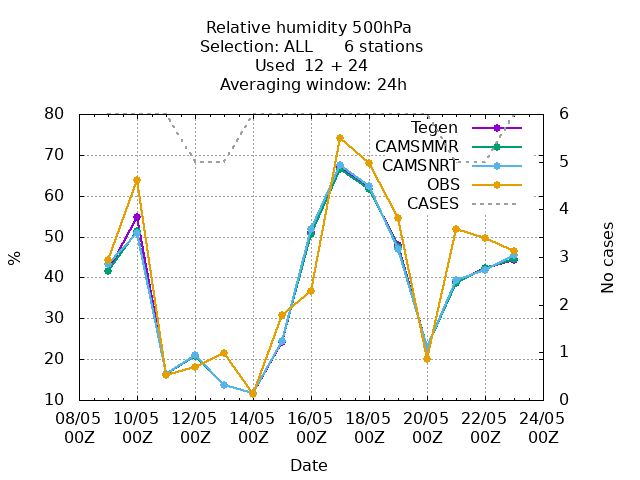 Relative humidity 500hPa
Selection: ALL 6 stations
Used 12 + 24
Averaging window: 24h
80
70
60
50
40
30
20
10
%
6
5
4
3
2
1
0
No cases
Tegen
CAMSMMR
CAMSNRT
OBS
CASES
08/05 10/05 12/05 14/05 16/05 18/05 20/05 22/05 24/05
00Z 00Z 00Z 00Z 00Z 00Z 00Z 00Z 00Z
Date